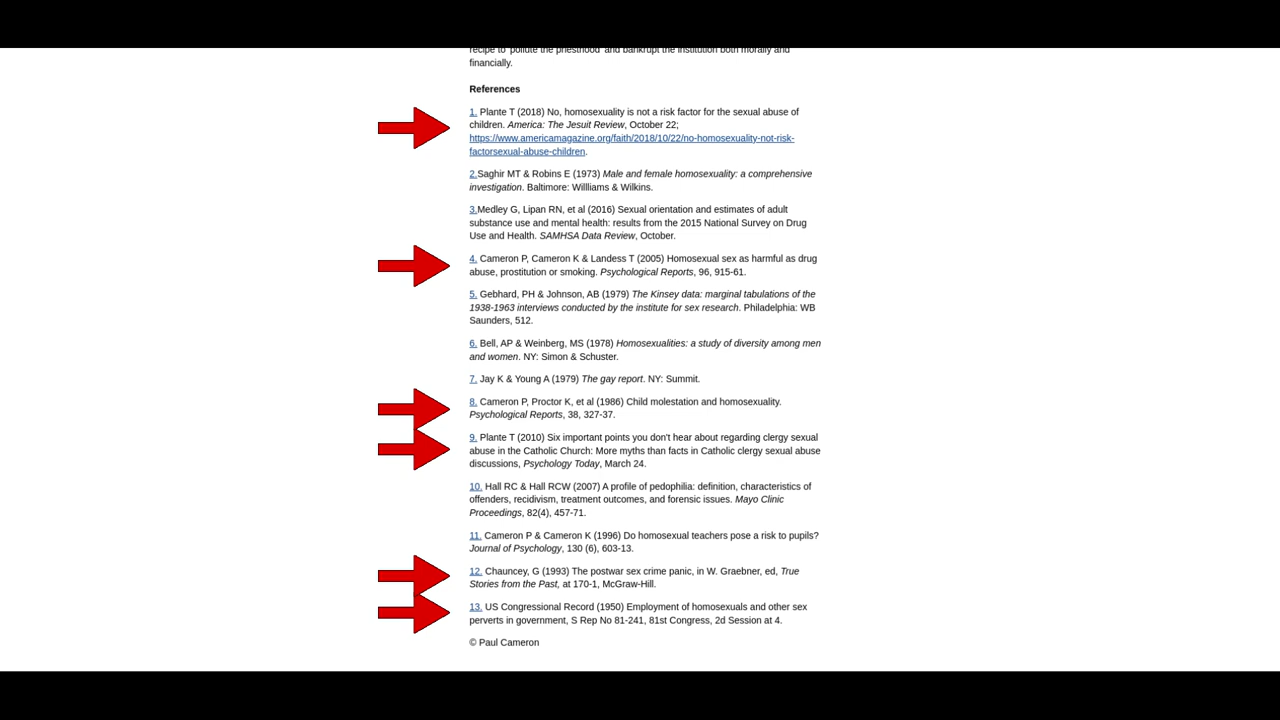 recipe to 'pollute the priesthood' and bankrupt the institution both morally and
financially.
References
1. Plante T (2018) No, homosexuality is not a risk factor for the sexual abuse of
children. America: The Jesuit Review, October 22;
https://www.americamagazine.org/faith/2018/10/22/no-homosexuality-not-risk-
factorsexual-abuse-children.
2.Saghir MT & Robins E (1973) Male and female homosexuality: a comprehensive
investigation. Baltimore: Willliams & Wilkins.
3.Medley G, Lipan RN, et al (2016) Sexual orientation and estimates of adult
substance use and mental health: results from the 2015 National Survey on Drug
Use and Health. SAMHSA Data Review, October.
4. Cameron P, Cameron K & Landess T (2005) Homosexual sex as harmful as drug
abuse, prostitution or smoking. Psychological Reports, 96, 915-61.
5. Gebhard, PH & Johnson, AB (1979) The Kinsey data: marginal tabulations of the
1938-1963 interviews conducted by the institute for sex research. Philadelphia: WB
Saunders, 512.
6. Bell, AP & Weinberg, MS (1978) Homosexualities: a study of diversity among men
and women. NY: Simon & Schuster.
7. Jay K & Young A (1979) The gay report. NY: Summit.
8. Cameron P, Proctor K, et al (1986) Child molestation and homosexuality.
Psychological Reports, 38, 327-37.
9. Plante T (2010) Six important points you don't hear about regarding clergy sexual
abuse in the Catholic Church: More myths than facts in Catholic clergy sexual abuse
discussions, Psychology Today, March 24.
10. Hall RC & Hall RCW (2007) A profile of pedophilia: definition, characteristics of
offenders, recidivism, treatment outcomes, and forensic issues. Mayo Clinic
Proceedings, 82(4), 457-71.
11. Cameron P & Cameron K (1996) Do homosexual teachers pose a risk to pupils?
Journal of Psychology, 130 (6), 603-13.
12. Chauncey, G (1993) The postwar sex crime panic, in W. Graebner, ed, True
Stories from the Past, at 170-1, McGraw-Hill.
13. US Congressional Record (1950) Employment of homosexuals and other sex
perverts in government, S Rep No 81-241, 81st Congress, 2d Session at 4.
© Paul Cameron